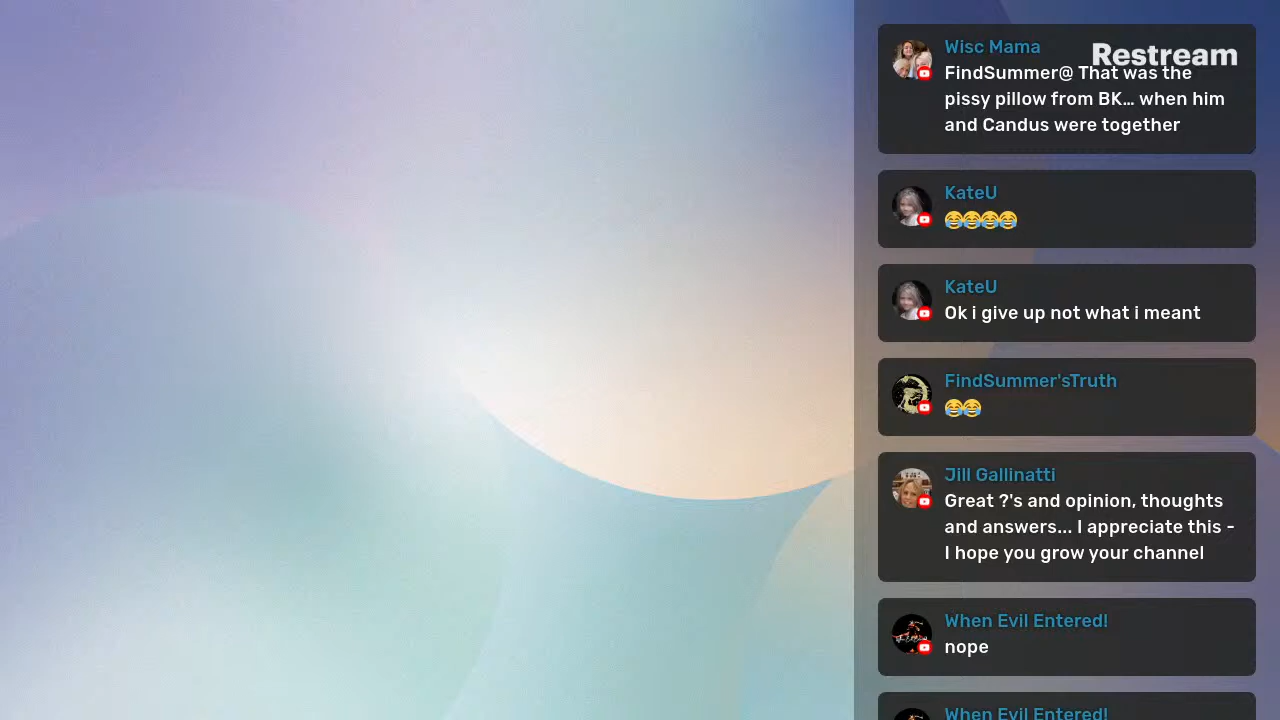 Wisc Mama
Restream
FindSummer@ That was the
pissy pillow from BK... when him
and Candus were together
KateU
😂😂😂😂
KateU
Ok i give up not what i meant
FindSummer'sTruth
😂😂
Jill Gallinatti
Great ?'s and opinion, thoughts
and answers... I appreciate this -
I hope you grow your channel
When Evil Entered!
nope
When Evil Entered!